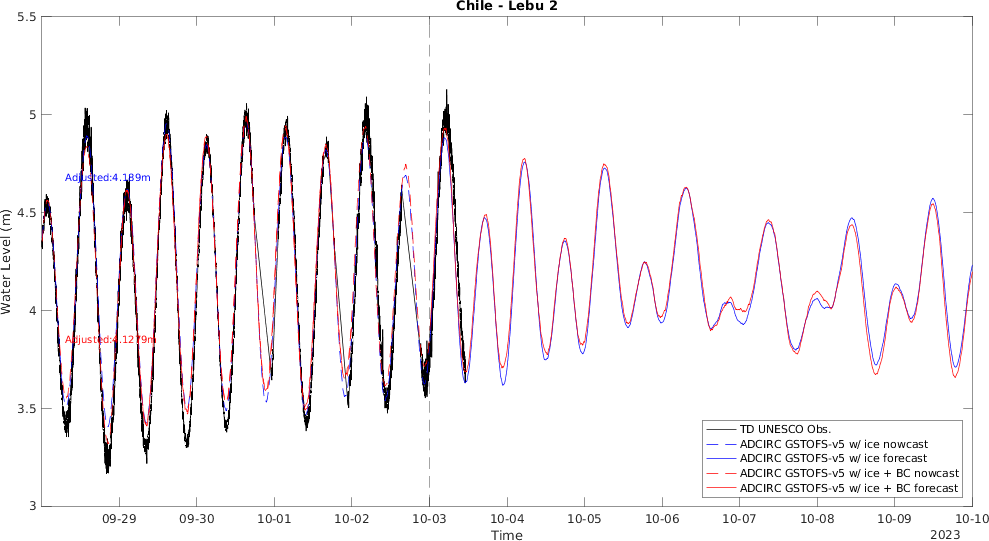 Chile - Lebu 2
5.5
5
4.5
4
3.5
3
Water Level (m)
Adjusted:4.139m
Adjusted:4.1279m
TD UNESCO Obs.
ADCIRC GSTOFS-v5 w/ ice nowcast
ADCIRC GSTOFS-v5 w/ ice forecast
ADCIRC GSTOFS-v5 w/ ice + BC nowcast
ADCIRC GSTOFS-v5 w/ ice + BC forecast
09-29 09-30 10-01 10-02 10-03 10-04 10-05 10-06 10-07 10-08 10-09 10-10
Time
2023